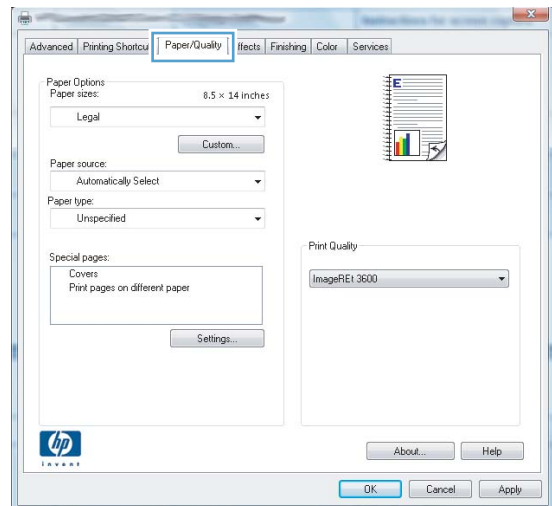 Advanced
Printing Shortcu
Paper/Quality
ffects
Finishing
Color
Services
Paper Options
Paper sizes:
8.5 × 14 inches
Legal
Custom...
Paper source:
Automatically Select
Paper type:
Unspecified
Special pages:
Covers
Print pages on different paper
Settings...
E
Print Quality
ImageREt 3600
hp
invent
About...
Help
OK
Cancel
Apply